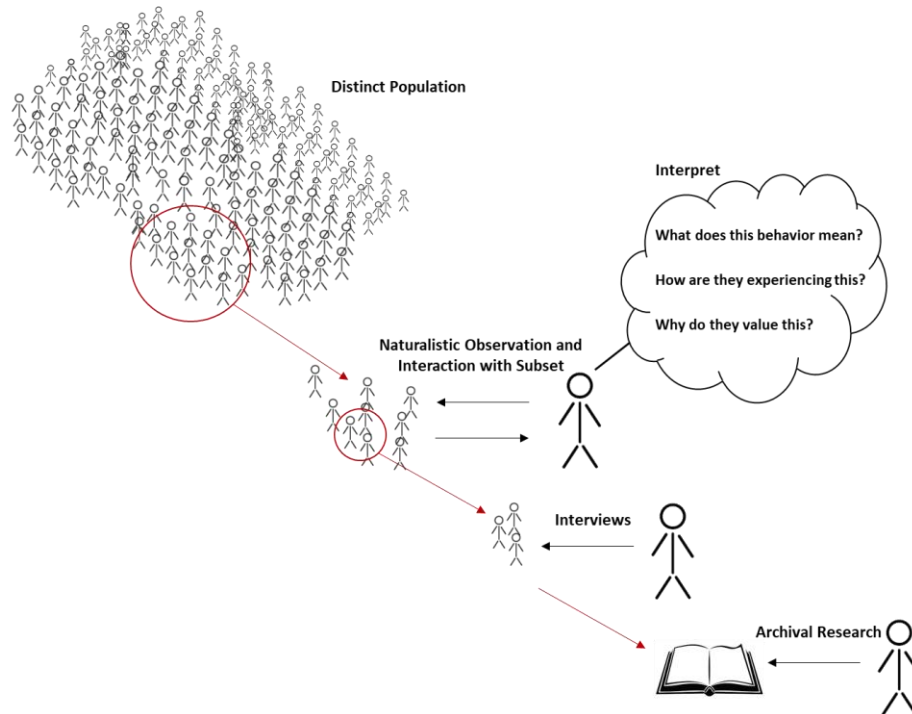 Distinct Population
Interpret
What does this behavior mean?
How are they experiencing this?
Why do they value this?
Naturalistic Observation and
Interaction with Subset
Interviews
Archival Research